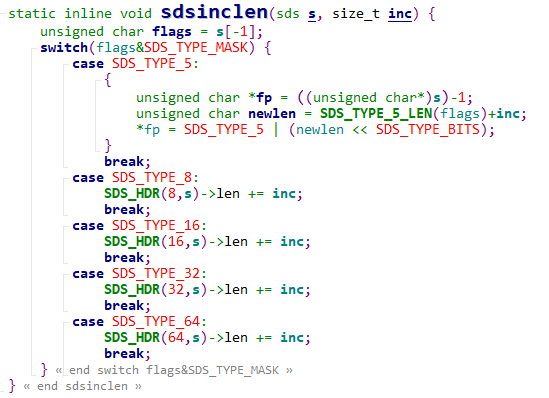 static inline void sdsinclen(sds s, size_t inc) {
    unsigned char flags = s[-1];
    switch(flags&SDS_TYPE_MASK) {
        case SDS_TYPE_5:
            {
                unsigned char *fp = ((unsigned char*)s)-1;
                unsigned char newlen = SDS_TYPE_5_LEN(flags)+inc;
                *fp = SDS_TYPE_5 | (newlen << SDS_TYPE_BITS);
            }
            break;
        case SDS_TYPE_8:
            SDS_HDR(8,s)->len += inc;
            break;
        case SDS_TYPE_16:
            SDS_HDR(16,s)->len += inc;
            break;
        case SDS_TYPE_32:
            SDS_HDR(32,s)->len += inc;
            break;
        case SDS_TYPE_64:
            SDS_HDR(64,s)->len += inc;
            break;
    } « end switch flags&SDS_TYPE_MASK »
} « end sdsinclen »